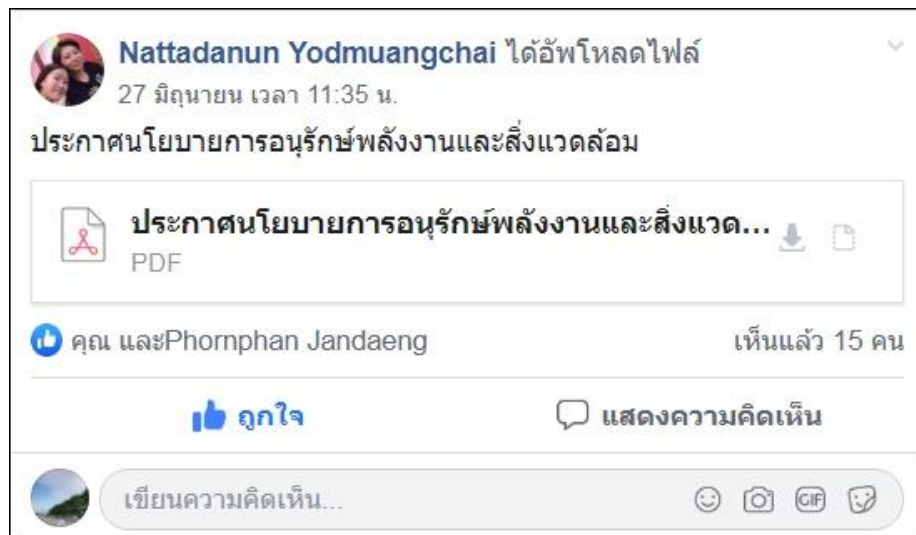 Nattadanun Yodmuangchai ได้อัพโหลดไฟล์
27 มิถุนายน เวลา 11:35 น.
ประกาศนโยบายการอนุรักษ์พลังงานและสิ่งแวดล้อม
ประกาศนโยบายการอนุรักษ์พลังงานและสิ่งแวด...
PDF
คุณ และPhornphan Jandaeng เห็นแล้ว 15 คน
ถูกใจ แสดงความคิดเห็น
เขียนความคิดเห็น... GIF